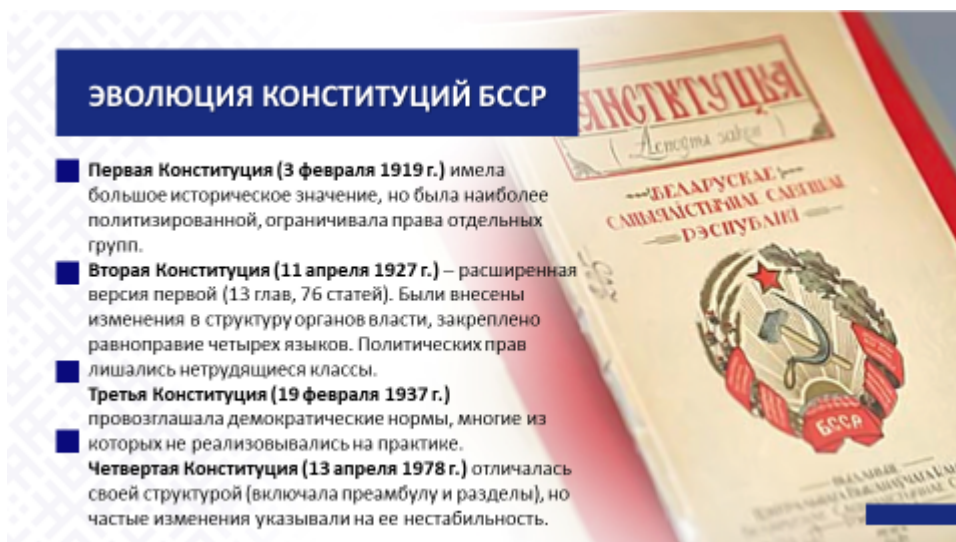 ЭВОЛЮЦИЯ КОНСТИТУЦИЙ БССР
Первая Конституция (3 февраля 1919 г.) имела
большое историческое значение, но была наиболее
политизированной, ограничивала права отдельных
групп.
Вторая Конституция (11 апреля 1927 г.) – расширенная
версия первой (13 глав, 76 статей). Были внесены
изменения в структуру органов власти, закреплено
равноправие четырех языков. Политических прав
лишались нетрудящиеся классы.
Третья Конституция (19 февраля 1937 г.)
провозглашала демократические нормы, многие из
которых не реализовывались на практике.
Четвертая Конституция (13 апреля 1978 г.) отличалась
своей структурой (включала преамбулу и разделы), но
частые изменения указывали на ее нестабильность.
БЕЛАРУСКАЕ
РЭСПУБЛІКІ
БССР